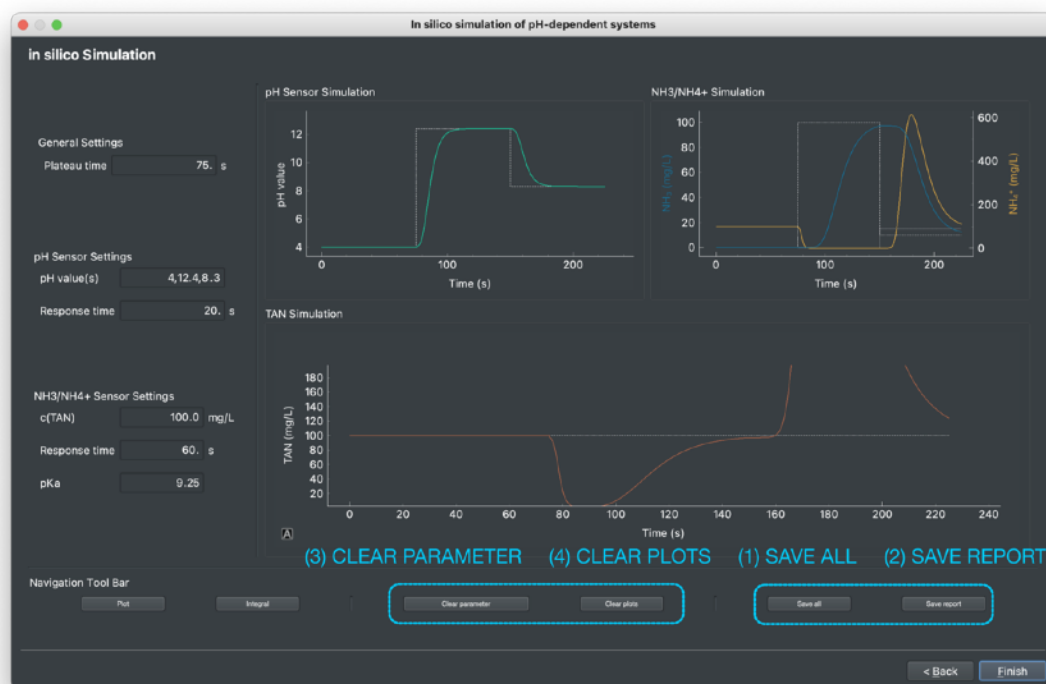 In silico simulation of pH-dependent systems
in silico Simulation
General Settings
Plateau time 75. s
pH Sensor Settings
pH value(s) 4,12.4,8.3
Response time 20. s
NH3/NH4+ Sensor Settings
c(TAN) 100.0 mg/L
Response time 60. s
pKa 9.25
pH Sensor Simulation
pH value
12
10
8
6
4
0 100 200
Time (s)
NH3/NH4+ Simulation
NH₃ (mg/L)
100
80
60
40
20
0
600
400
200
0
NH₄⁺ (mg/L)
0 100 200
Time (s)
TAN Simulation
TAN (mg/L)
180
160
140
120
100
80
60
40
20
0 20 40 60 80 100 120 140 160 180 200 220 240
A
Time (s)
(3) CLEAR PARAMETER (4) CLEAR PLOTS (1) SAVE ALL (2) SAVE REPORT
Navigation Tool Bar
Plot Integral Clear parameter Clear plots Save all Save report
< Back Finish